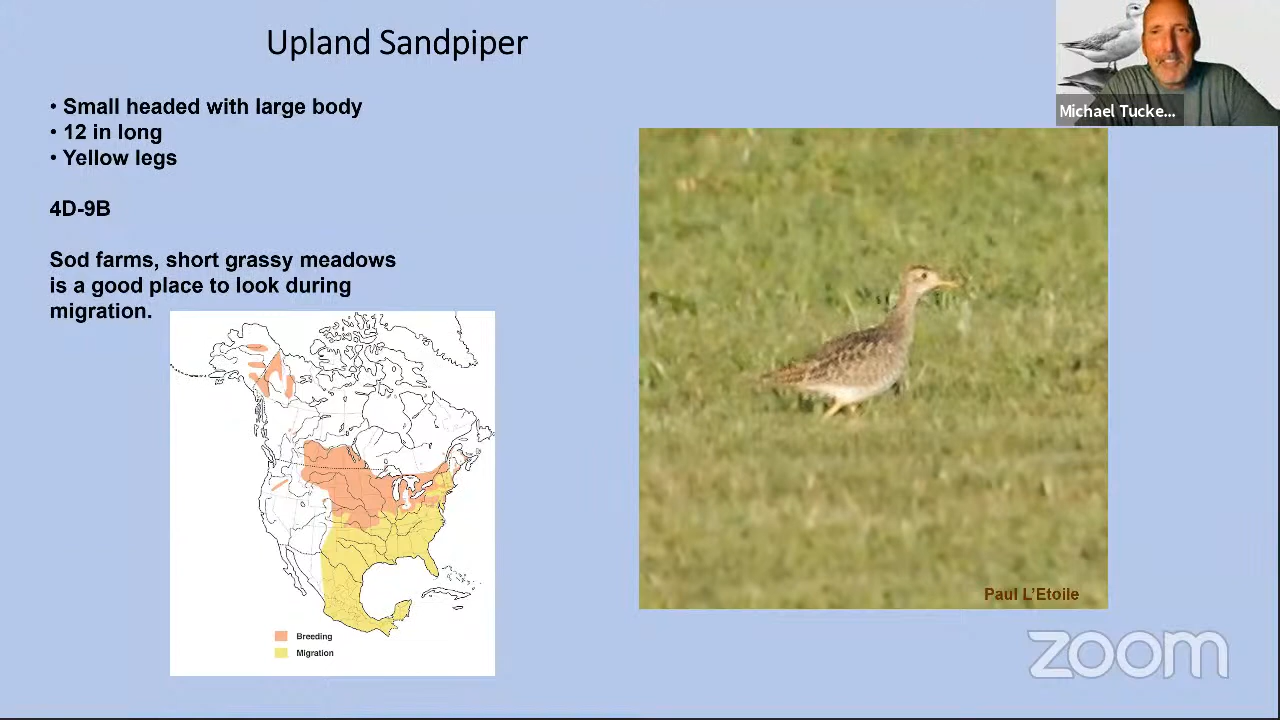 Upland Sandpiper
Michael Tucke...
• Small headed with large body
• 12 in long
• Yellow legs
4D-9B
Sod farms, short grassy meadows
is a good place to look during
migration.
Breeding
Migration
Paul L'Etoile
zoom